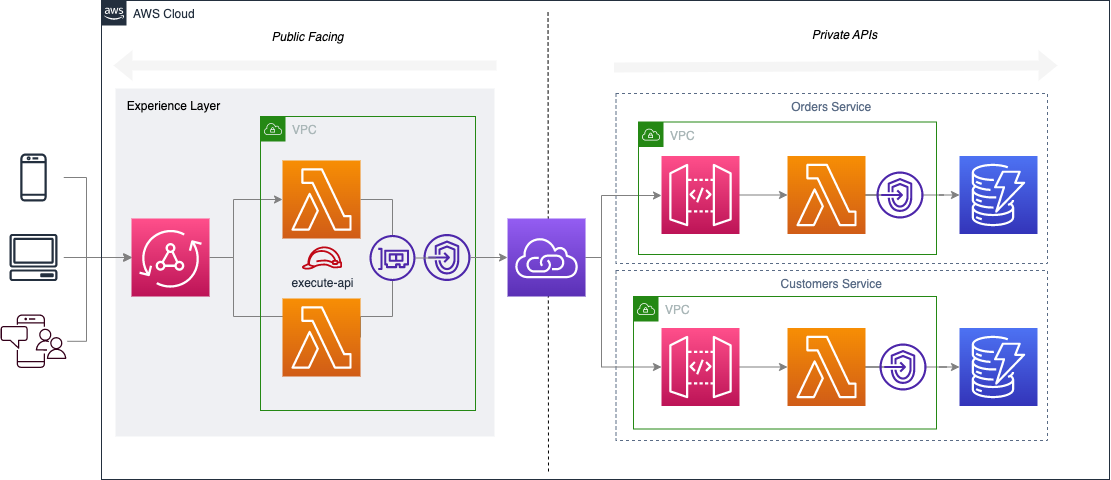 aws
AWS Cloud
Public Facing
Private APIs
Experience Layer
VPC
execute-api
Orders Service
VPC
</>
Customers Service
VPC
</>